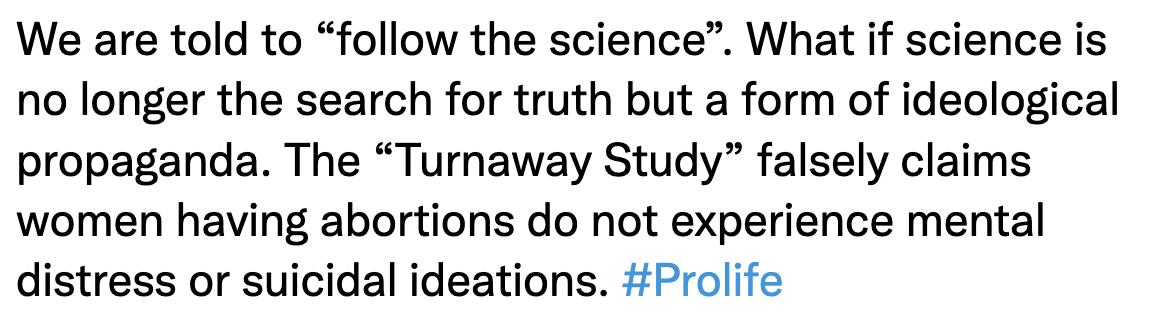 We are told to “follow the science”. What if science is
no longer the search for truth but a form of ideological
propaganda. The “Turnaway Study” falsely claims
women having abortions do not experience mental
distress or suicidal ideations. #Prolife